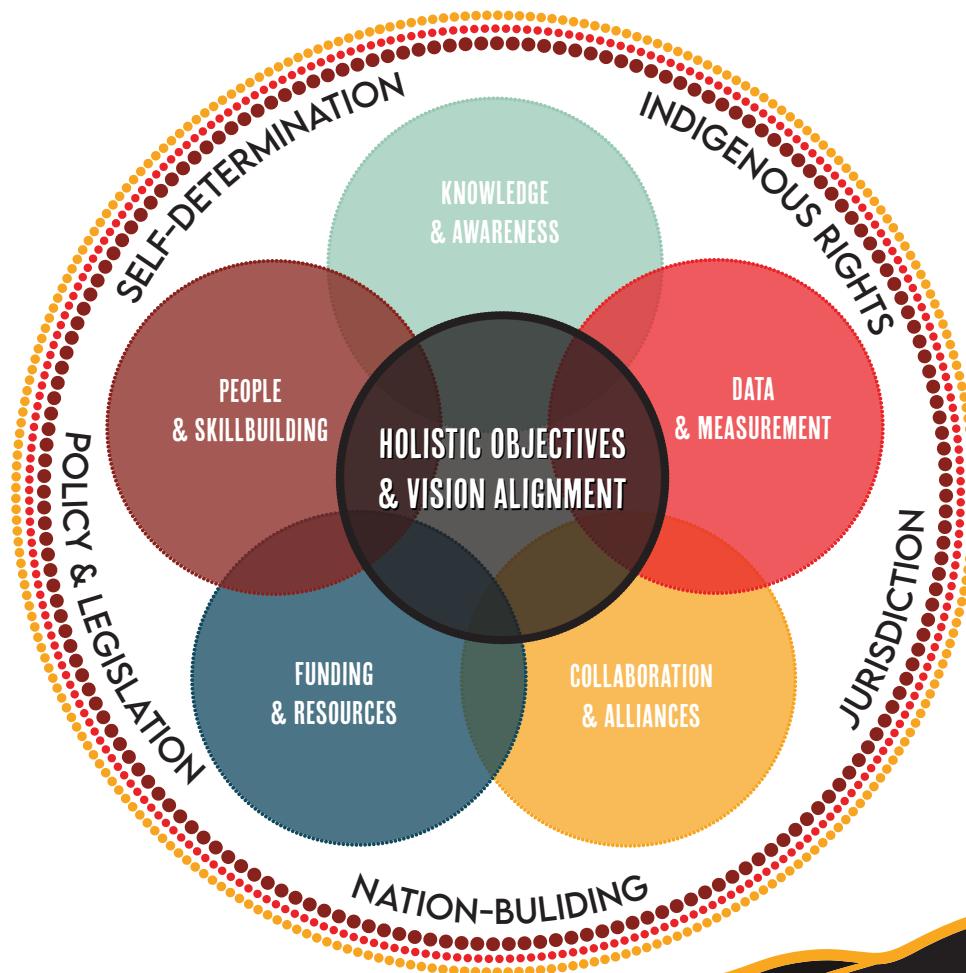 SELF-DETERMINATION
INDIGENOUS RIGHTS
KNOWLEDGE
& AWARENESS
PEOPLE
& SKILLBUILDING
DATA
& MEASUREMENT
HOLISTIC OBJECTIVES
& VISION ALIGNMENT
POLICY & LEGISLATION
JURISDICTION
FUNDING
& RESOURCES
COLLABORATION
& ALLIANCES
NATION-BULIDING